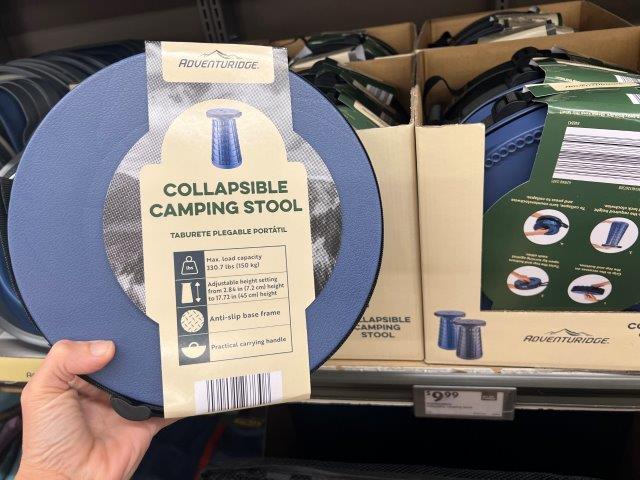 ADVENTURIDGE.
COLLAPSIBLE
CAMPING STOOL
TABURETE PLEGABLE PORTÁTIL
lbs
Max. load capacity
330.7 lbs (150 kg)
Adjustable height setting
from 2.84 in (7.2 cm) height
to 17.72 in (45 cm) height
Anti-slip base frame
Practical carrying handle
LAPSIBLE
CAMPING
STOOL
ADVENTURIDGE.
C
$9.99